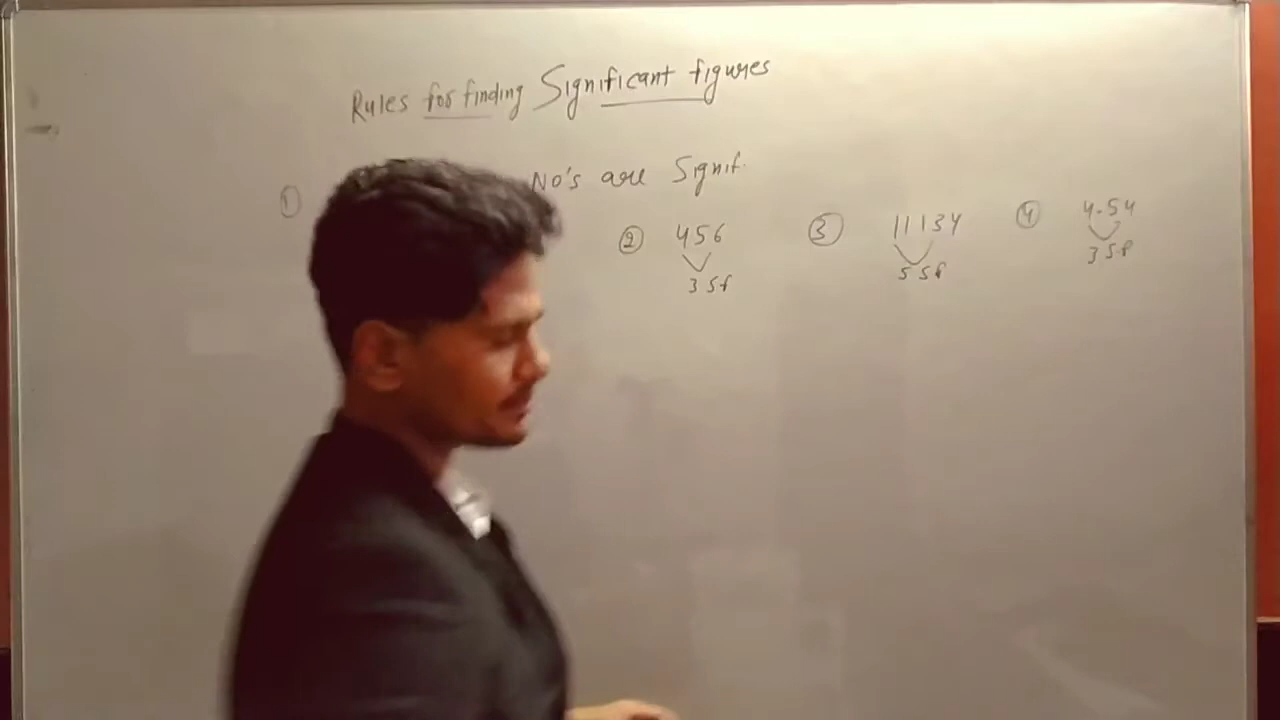 Rules for finding Significant figures
① No's are Signif.
② 456 ③ 11134 ④ 4.54
3 Sf 5 Sf 3 Sf